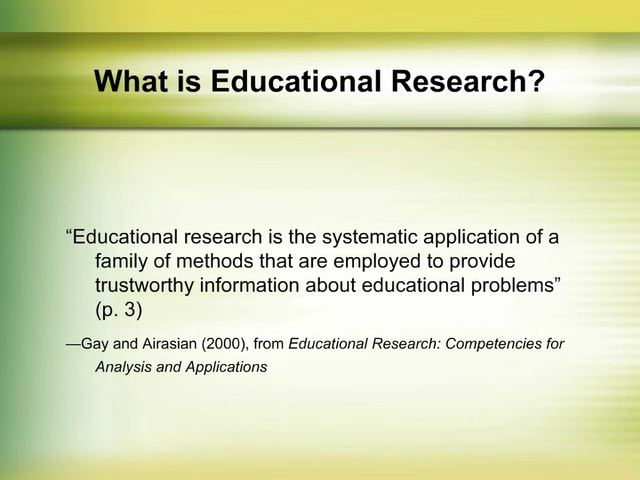 What is Educational Research?
“Educational research is the systematic application of a
family of methods that are employed to provide
trustworthy information about educational problems”
(p. 3)
—Gay and Airasian (2000), from Educational Research: Competencies for
Analysis and Applications